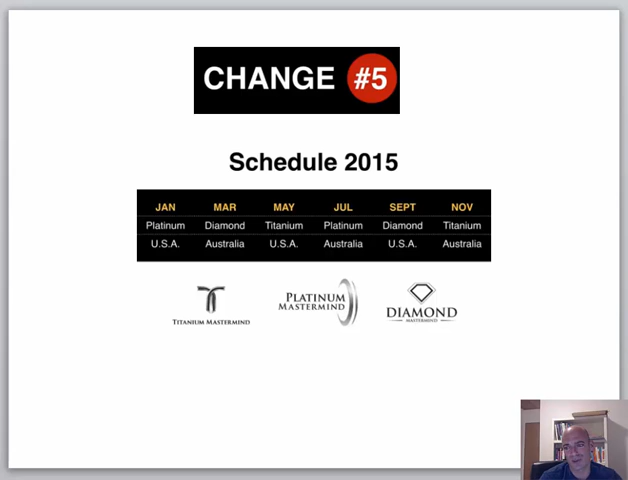 CHANGE #5
Schedule 2015
JAN MAR MAY JUL SEPT NOV
Platinum Diamond Titanium Platinum Diamond Titanium
U.S.A. Australia U.S.A. Australia U.S.A. Australia
TITANIUM MASTERMIND
PLATINUM
MASTERMIND
DIAMOND
MASTERMIND